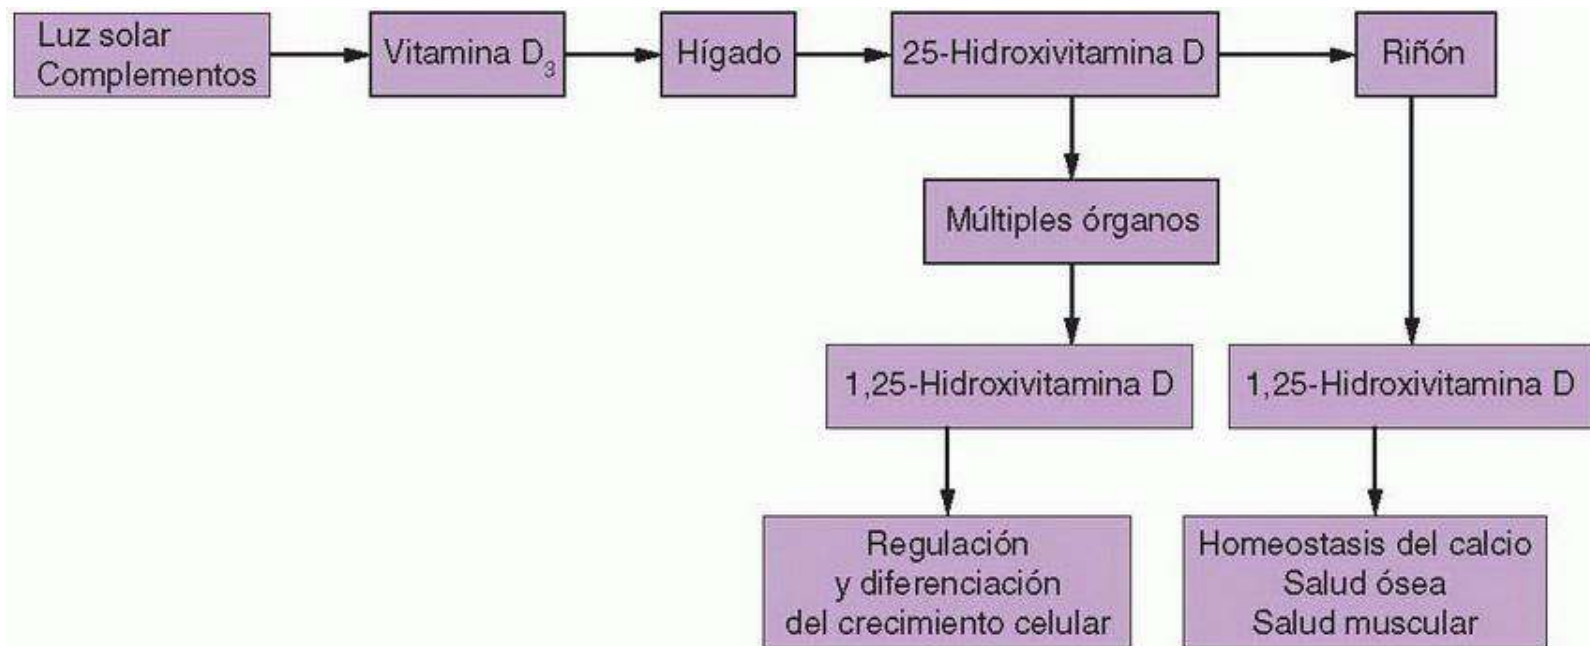 Luz solar
Complementos
Vitamina D3
Hígado
25-Hidroxivitamina D
Riñón
Múltiples órganos
1,25-Hidroxivitamina D
1,25-Hidroxivitamina D
Regulación
y diferenciación
del crecimiento celular
Homeostasis del calcio
Salud ósea
Salud muscular